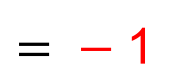 = – 1